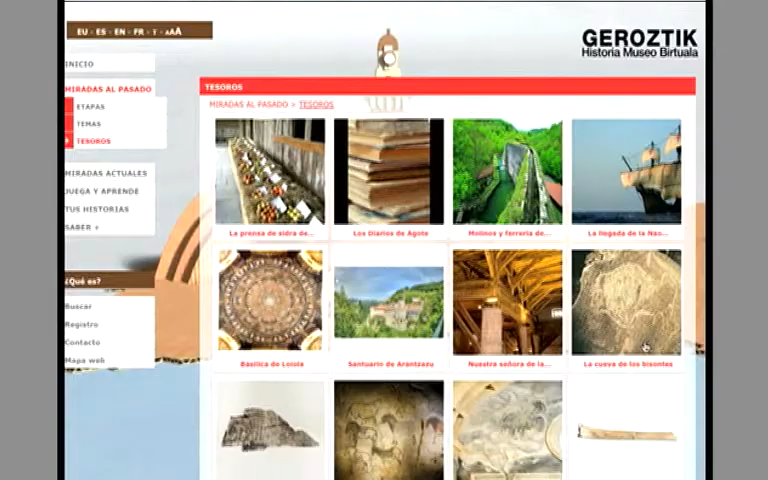 EU · ES · EN · FR · T · AAA
GEROZTIK
Historia Museo Birtuala
INICIO
MIRADAS AL PASADO
ETAPAS
TEMAS
TESOROS
MIRADAS ACTUALES
JUEGA Y APRENDE
TUS HISTORIAS
SABER +
¿Qué es?
Buscar
Registro
Contacto
Mapa web
TESOROS
MIRADAS AL PASADO > TESOROS
La prensa de sidra de...
Los Diarios de Agote
Molinos y ferrería de...
La llegada de la Nao...
Basílica de Loiola
Santuario de Arantzazu
Nuestra señora de la...
La cueva de los bisontes